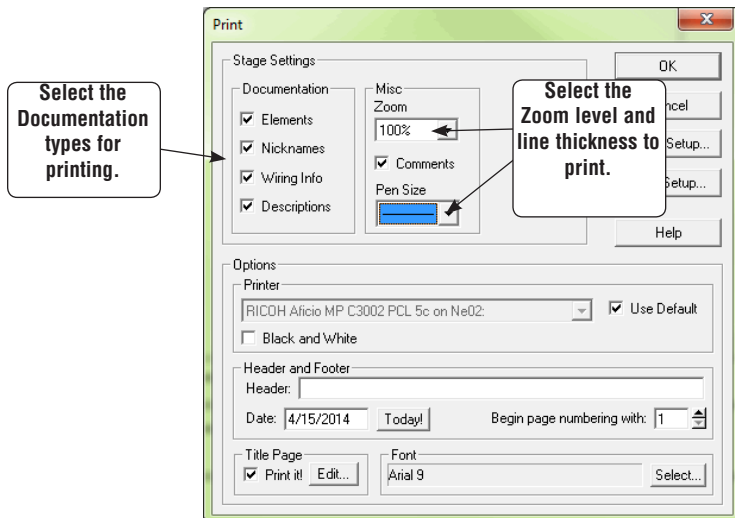 Print
Stage Settings
Documentation
Elements
Nicknames
Wiring Info
Descriptions
Misc
Zoom
100%
Comments
Pen Size
OK
Setup...
Setup...
Help
Select the
Documentation
types for
printing.
Select the
Zoom level and
line thickness to
print.
Options
Printer
RICOH Aficio MP C3002 PCL 5c on Ne02:
Use Default
Black and White
Header and Footer
Header:
Date: 4/15/2014 Today! Begin page numbering with: 1
Title Page
Print it! Edit...
Font
Arial 9 Select...